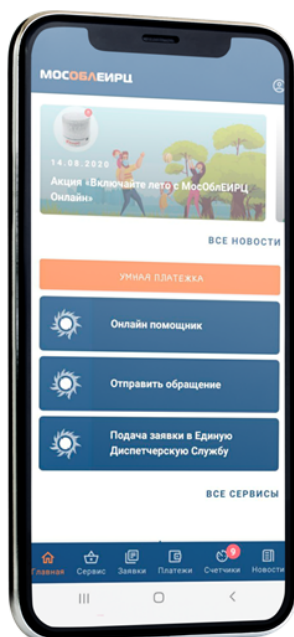 МОСОБЛЕИРЦ
14.08.2020
Акция «Включайте лето с МосОблЕИРЦ
Онлайн»
ВСЕ НОВОСТИ
УМНАЯ ПЛАТЕЖКА
Онлайн помощник
Отправить обращение
Подача заявки в Единую
Диспетчерскую Службу
ВСЕ СЕРВИСЫ
9
Главная Сервис Заявки Платежи Счетчики Новости